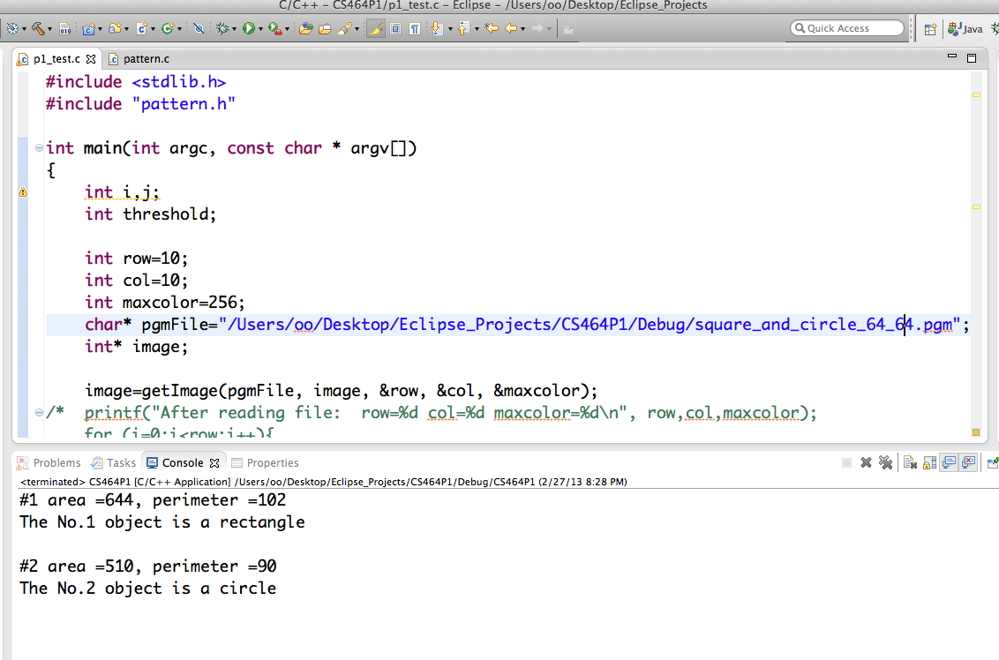 C/C++ – CS464P1/p1_test.c – Eclipse – /Users/oo/Desktop/Eclipse_Projects
Quick Access
Java
p1_test.c
pattern.c
#include <stdlib.h>
#include "pattern.h"
int main(int argc, const char * argv[])
{
int i,j;
int threshold;
int row=10;
int col=10;
int maxcolor=256;
char* pgmFile="/Users/oo/Desktop/Eclipse_Projects/CS464P1/Debug/square_and_circle_64_64.pgm";
int* image;
image=getImage(pgmFile, image, &row, &col, &maxcolor);
/*  printf("After reading file:  row=%d col=%d maxcolor=%d\n", row,col,maxcolor);
for (i=0;i<row;i++){
Problems Tasks Console Properties
<terminated> CS464P1 [C/C++ Application] /Users/oo/Desktop/Eclipse_Projects/CS464P1/Debug/CS464P1 (2/27/13 8:28 PM)
#1 area =644, perimeter =102
The No.1 object is a rectangle
#2 area =510, perimeter =90
The No.2 object is a circle